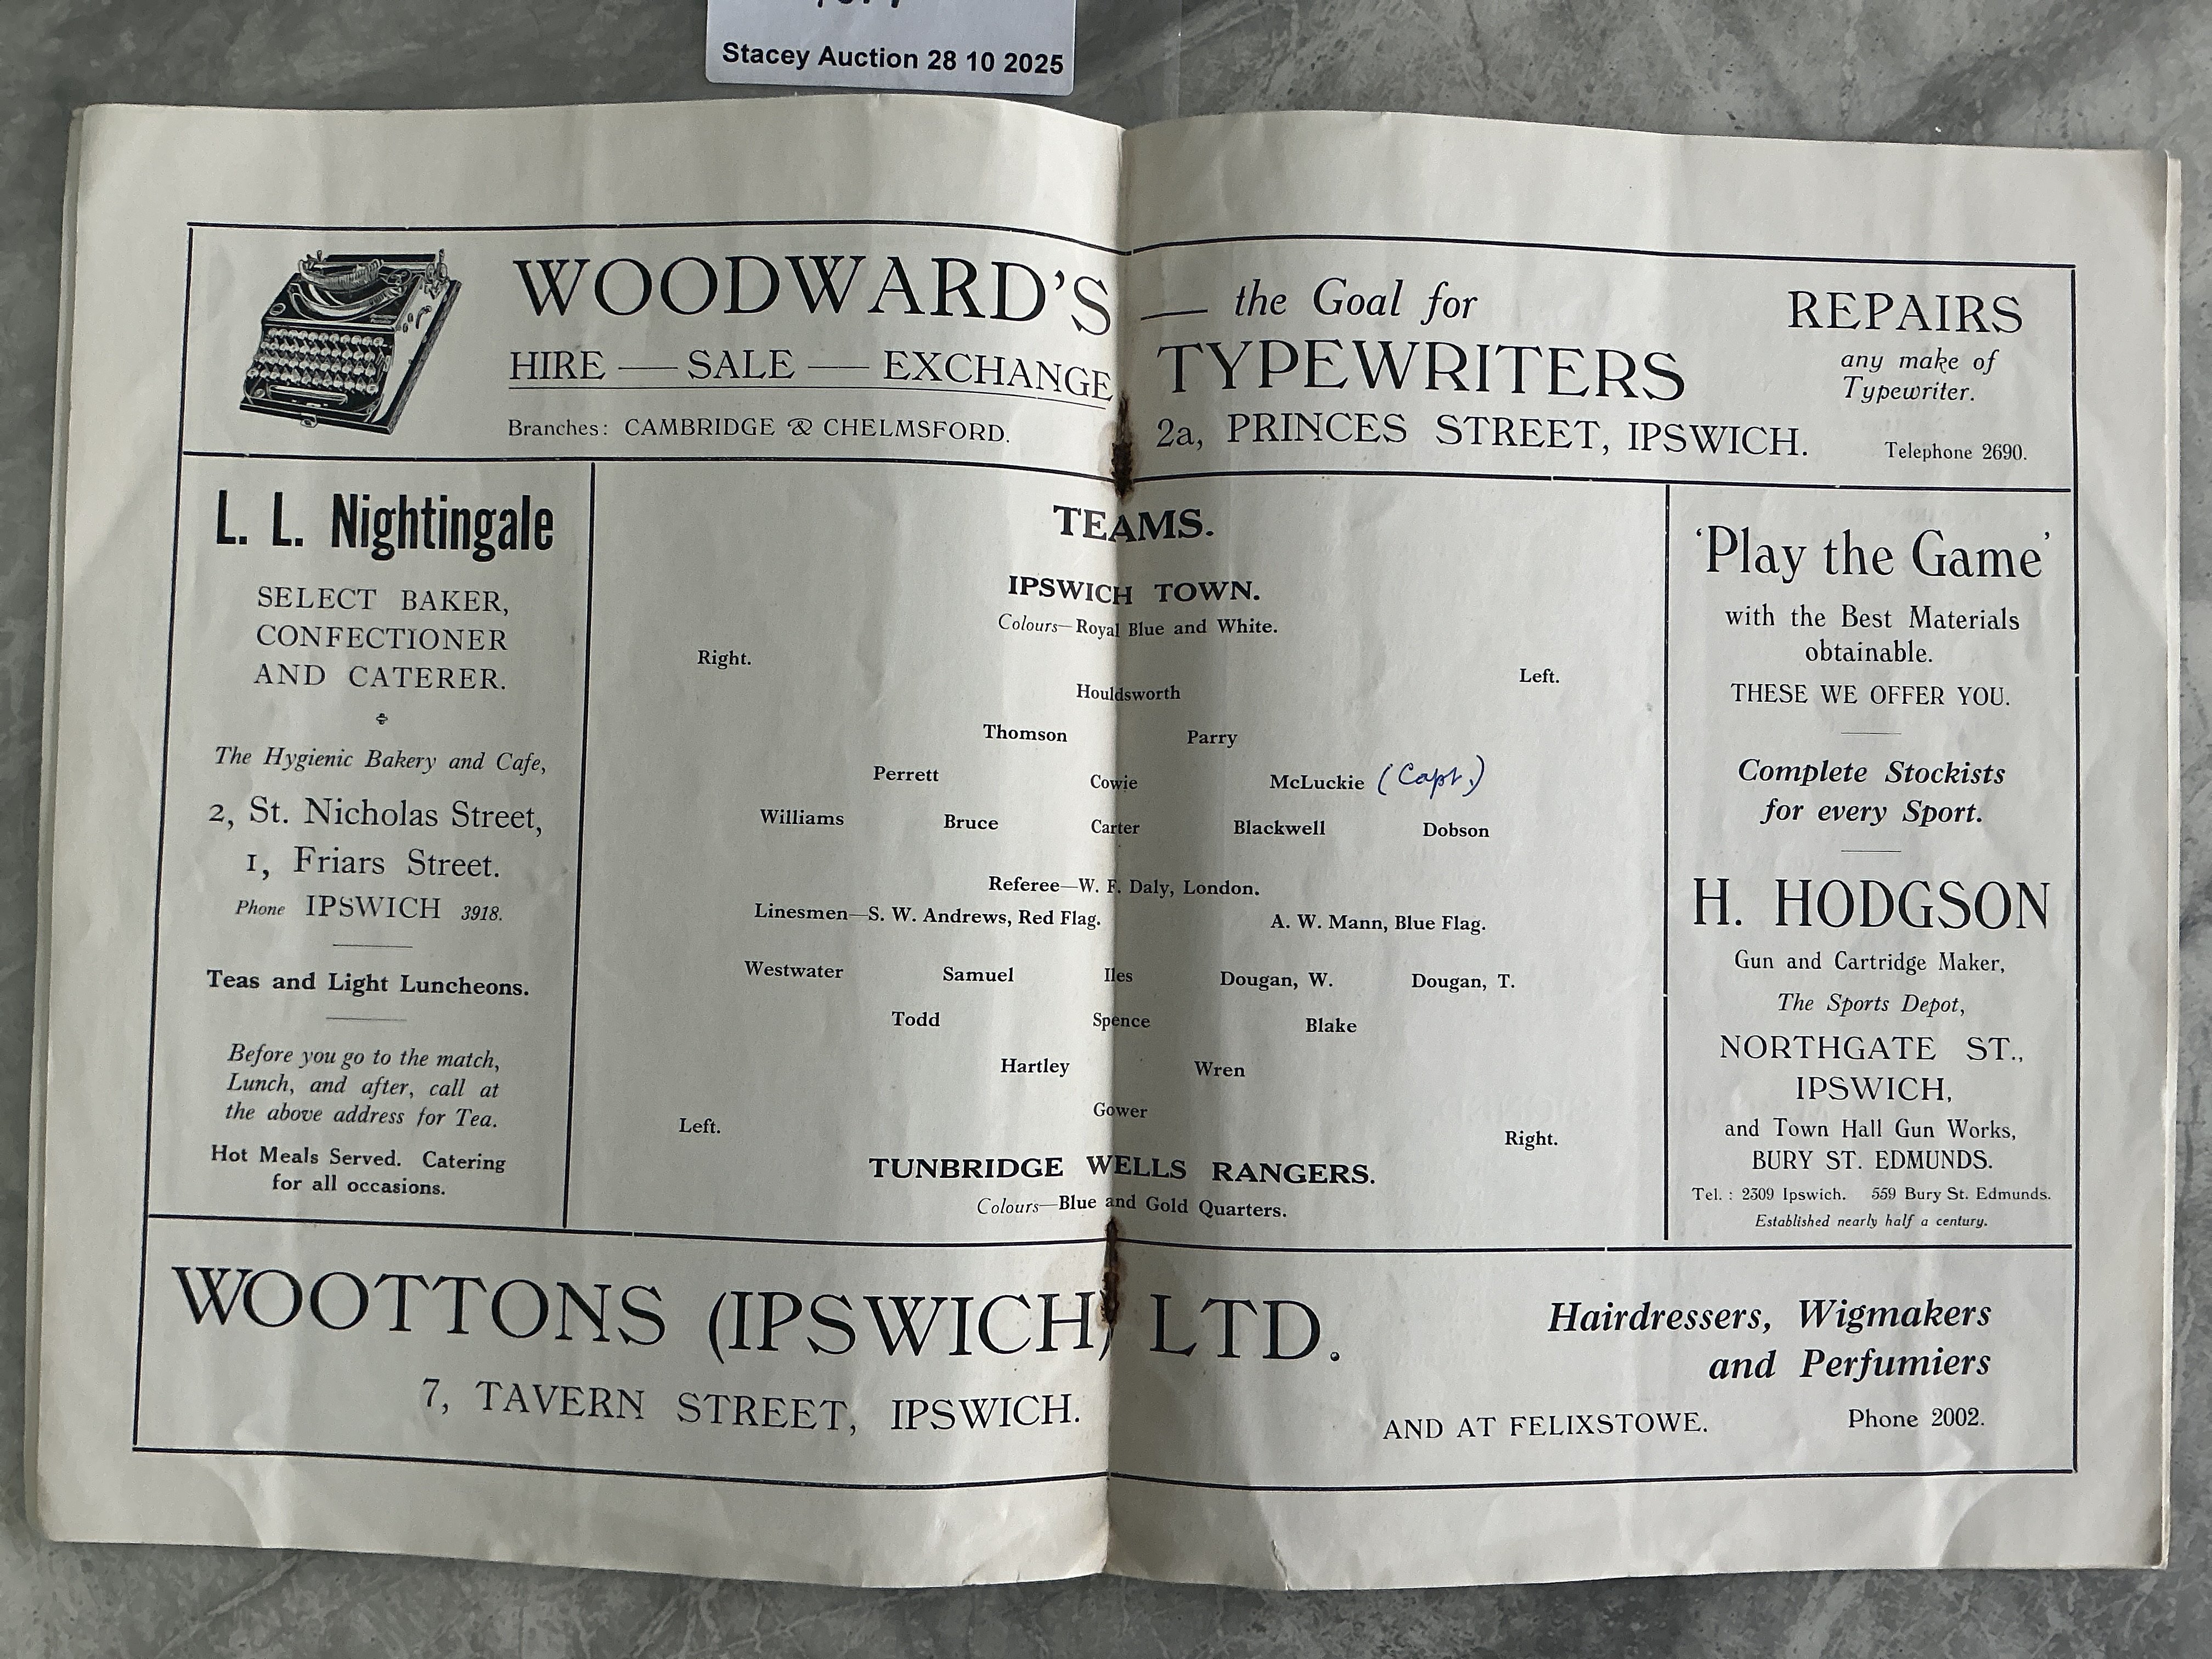 Stacey Auction 28 10 2025
WOODWARD'S — the Goal for
HIRE — SALE — EXCHANGE TYPEWRITERS
Branches: CAMBRIDGE & CHELMSFORD. 2a, PRINCES STREET, IPSWICH.
REPAIRS
any make of
Typewriter.
Telephone 2690.
L. L. Nightingale
SELECT BAKER,
CONFECTIONER
AND CATERER.
The Hygienic Bakery and Cafe,
2, St. Nicholas Street,
1, Friars Street.
Phone IPSWICH 3918.
Teas and Light Luncheons.
Before you go to the match,
Lunch, and after, call at
the above address for Tea.
Hot Meals Served. Catering
for all occasions.
TEAMS.
IPSWICH TOWN.
Colours—Royal Blue and White.
Right. Left.
Houldsworth
Thomson Parry
Perrett Cowie McLuckie (Capt.)
Williams Bruce Carter Blackwell Dobson
Referee—W. F. Daly, London.
Linesmen—S. W. Andrews, Red Flag. A. W. Mann, Blue Flag.
Westwater Samuel Iles Dougan, W. Dougan, T.
Todd Spence Blake
Hartley Wren
Gower
Left. Right.
TUNBRIDGE WELLS RANGERS.
Colours—Blue and Gold Quarters.
'Play the Game'
with the Best Materials
obtainable.
THESE WE OFFER YOU.
Complete Stockists
for every Sport.
H. HODGSON
Gun and Cartridge Maker,
The Sports Depot,
NORTHGATE ST.,
IPSWICH,
and Town Hall Gun Works,
BURY ST. EDMUNDS.
Tel. : 2309 Ipswich. 559 Bury St. Edmunds.
Established nearly half a century.
WOOTTONS (IPSWICH) LTD.
7, TAVERN STREET, IPSWICH.
Hairdressers, Wigmakers
and Perfumiers
AND AT FELIXSTOWE. Phone 2002.